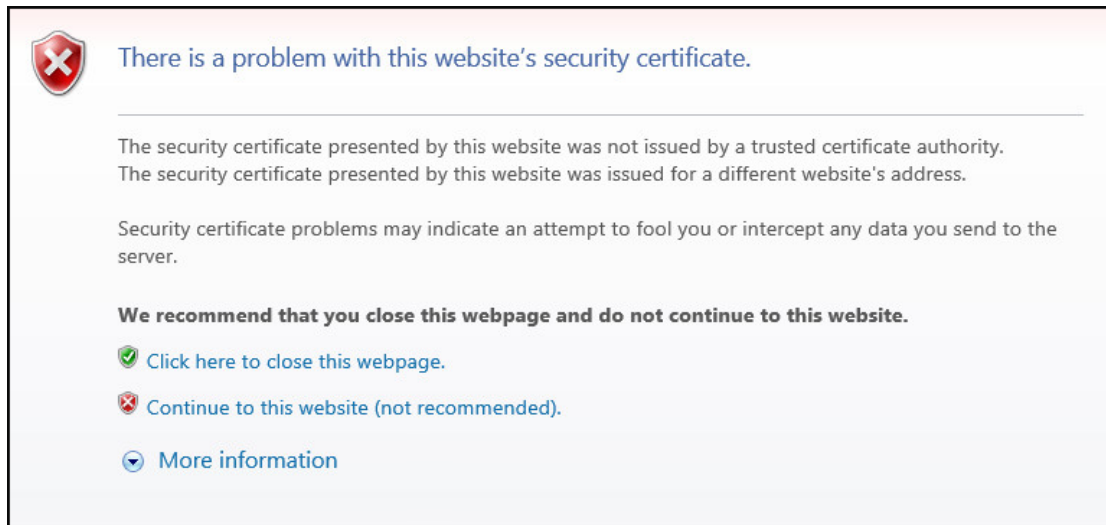 There is a problem with this website's security certificate.
The security certificate presented by this website was not issued by a trusted certificate authority.
The security certificate presented by this website was issued for a different website's address.
Security certificate problems may indicate an attempt to fool you or intercept any data you send to the
server.
We recommend that you close this webpage and do not continue to this website.
Click here to close this webpage.
Continue to this website (not recommended).
More information